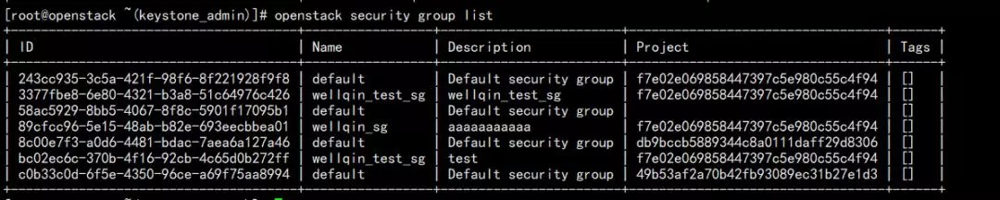 [root@openstack ~(keystone_admin)]# openstack security group list
| ID | Name | Description | Project | Tags |
| 243cc935-3c5a-421f-98f6-8f221928f9f8 | default | Default security group | f7e02e069858447397c5e980c55c4f94 | [] |
| 3377fbe8-6e80-4321-b3a8-51c64976c426 | wellqin_test_sg | wellqin_test_sg | f7e02e069858447397c5e980c55c4f94 | [] |
| 58ac5929-8bb5-4067-8f8c-5901f17095b1 | default | Default security group | | [] |
| 89cfcc96-5e15-48ab-b82e-693eecbbea01 | wellqin_sg | aaaaaaaaaaa | f7e02e069858447397c5e980c55c4f94 | [] |
| 8c00e7f3-a0d6-4481-bdac-7aea6a127a46 | default | Default security group | db9bccb5889344c8a0111daff29d8306 | [] |
| bc02ec6c-370b-4f16-92cb-4c65d0b272ff | wellqin_test_sg | test | f7e02e069858447397c5e980c55c4f94 | [] |
| c0b33c0d-6f5e-4350-96ce-a69f75aa8994 | default | Default security group | 49b53af2a70b42fb93089ec31b27e1d3 | [] |